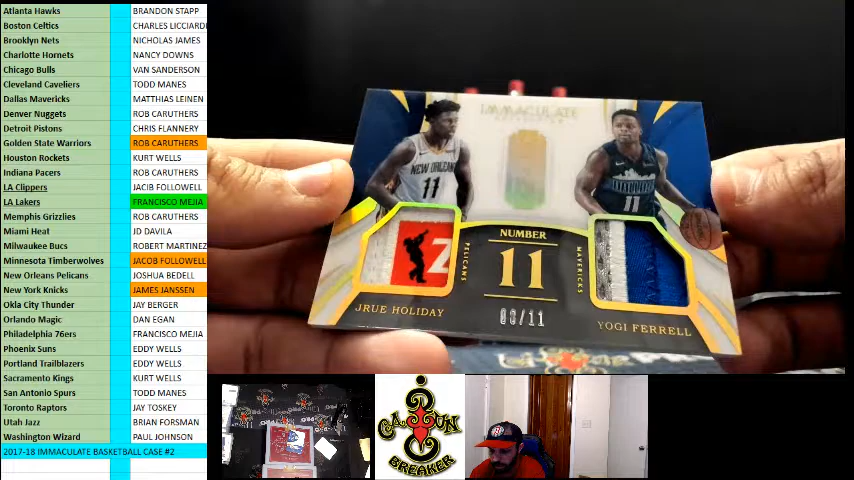 Atlanta Hawks BRANDON STAPP
Boston Celtics CHARLES LICCIARDI
Brooklyn Nets NICHOLAS JAMES
Charlotte Hornets NANCY DOWNS
Chicago Bulls VAN SANDERSON
Cleveland Caveliers TODD MANES
Dallas Mavericks MATTHIAS LEINEN
Denver Nuggets ROB CARUTHERS
Detroit Pistons CHRIS FLANNERY
Golden State Warriors ROB CARUTHERS
Houston Rockets KURT WELLS
Indiana Pacers ROB CARUTHERS
LA Clippers JACIB FOLLOWELL
LA Lakers FRANCISCO MEJIA
Memphis Grizzlies ROB CARUTHERS
Miami Heat JD DAVILA
Milwaukee Bucs ROBERT MARTINEZ
Minnesota Timberwolves JACOB FOLLOWELL
New Orleans Pelicans JOSHUA BEDELL
New York Knicks JAMES JANSSEN
Okla City Thunder JAY BERGER
Orlando Magic DAN EGAN
Philadelphia 76ers FRANCISCO MEJIA
Phoenix Suns EDDY WELLS
Portland Trailblazers EDDY WELLS
Sacramento Kings KURT WELLS
San Antonio Spurs TODD MANES
Toronto Raptors JAY TOSKEY
Utah Jazz BRIAN FORSMAN
Washington Wizard PAUL JOHNSON
2017-18 IMMACULATE BASKETBALL CASE #2
IMMACULATE
NEW ORLEANS
11
11
NUMBER
11
PELICANS
MAVERICKS
JRUE HOLIDAY
YOGI FERRELL
CAJUN
BREAKER